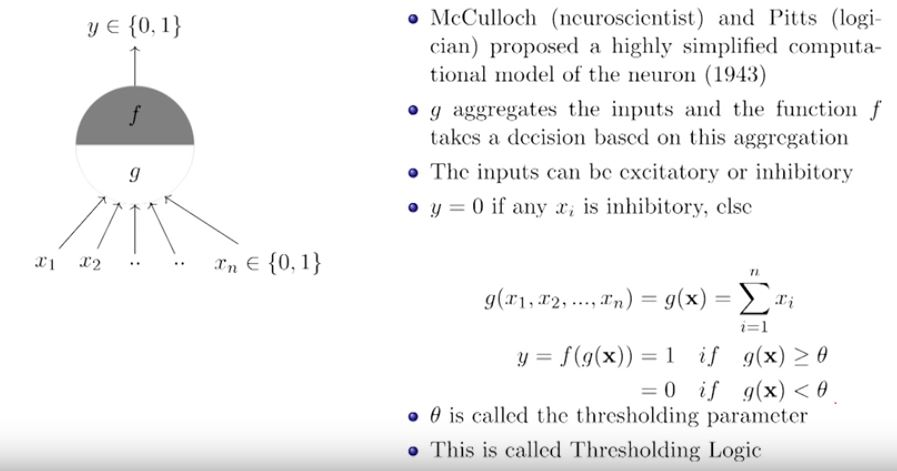 y ∈ {0, 1}
f
g
x₁ x₂ .. .. xₙ ∈ {0, 1}
• McCulloch (neuroscientist) and Pitts (logi-
cian) proposed a highly simplified computa-
tional model of the neuron (1943)
• g aggregates the inputs and the function f
takes a decision based on this aggregation
• The inputs can be excitatory or inhibitory
• y = 0 if any xᵢ is inhibitory, else
g(x₁, x₂, ..., xₙ) = g(x) = ∑ᵢ₌₁ⁿ xᵢ
y = f(g(x)) = 1 if g(x) ≥ θ
= 0 if g(x) < θ
• θ is called the thresholding parameter
• This is called Thresholding Logic